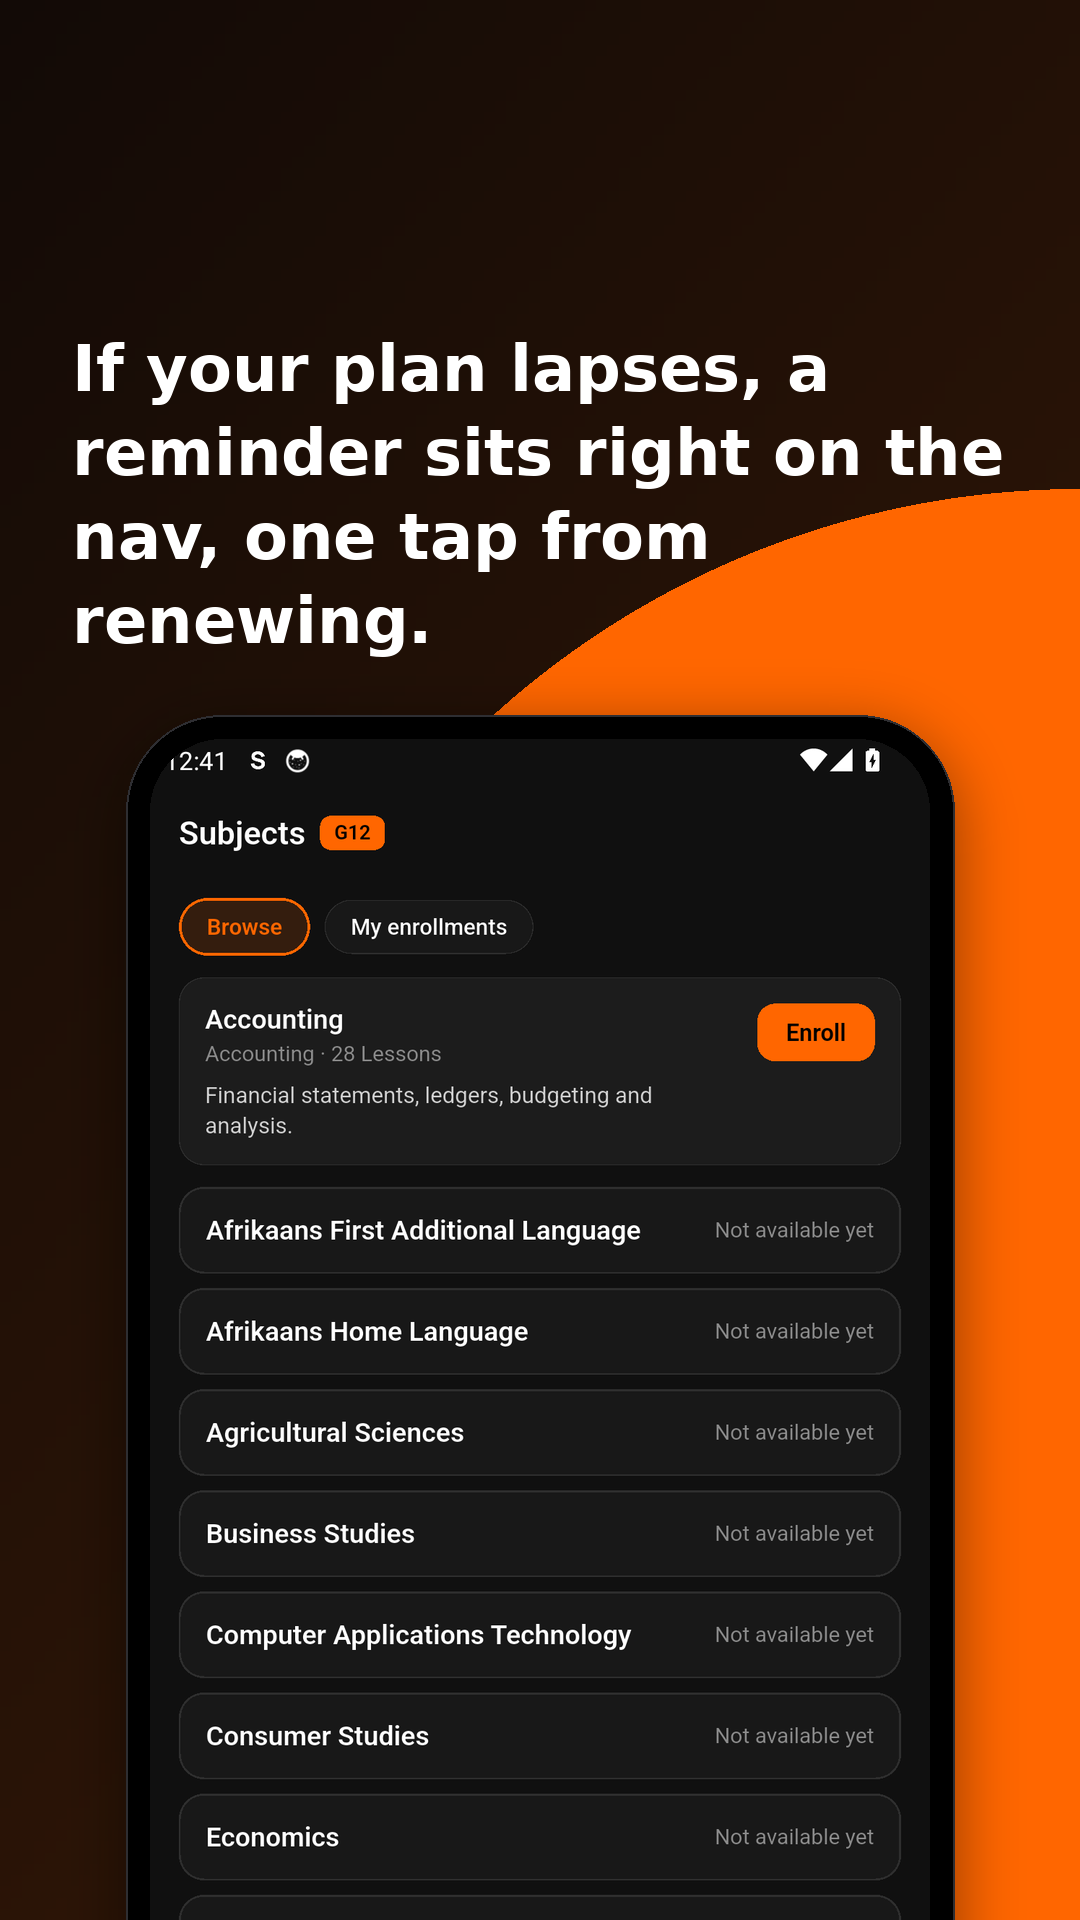 If your plan lapses, a
reminder sits right on the
nav, one tap from
renewing.
12:41 S
Subjects G12
Browse My enrollments
Accounting
Enroll
Accounting · 28 Lessons
Financial statements, ledgers, budgeting and
analysis.
Afrikaans First Additional Language Not available yet
Afrikaans Home Language Not available yet
Agricultural Sciences Not available yet
Business Studies Not available yet
Computer Applications Technology Not available yet
Consumer Studies Not available yet
Economics Not available yet